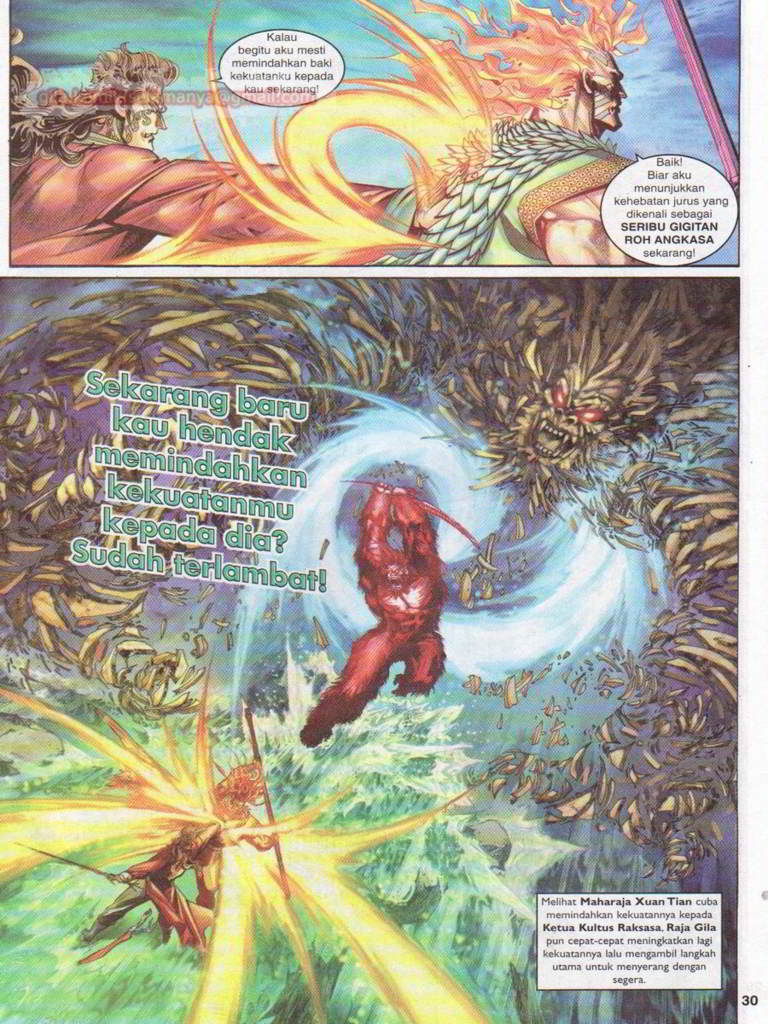 Kalau
begitu aku mesti
memindahkan baki
kekuatanku kepada
kau sekarang!
Baik!
Biar aku
menunjukkan
kehebatan jurus yang
dikenali sebagai
SERIBU GIGITAN
ROH ANGKASA
sekarang!
Sekarang baru
kau hendak
memindahkan
kekuatanmu
kepada dia?
Sudah terlambat!
Melihat Maharaja Xuan Tian cuba
memindahkan kekuatannya kepada
Ketua Kultus Raksasa, Raja Gila
pun cepat-cepat meningkatkan lagi
kekuatannya lalu mengambil langkah
utama untuk menyerang dengan
segera.
30